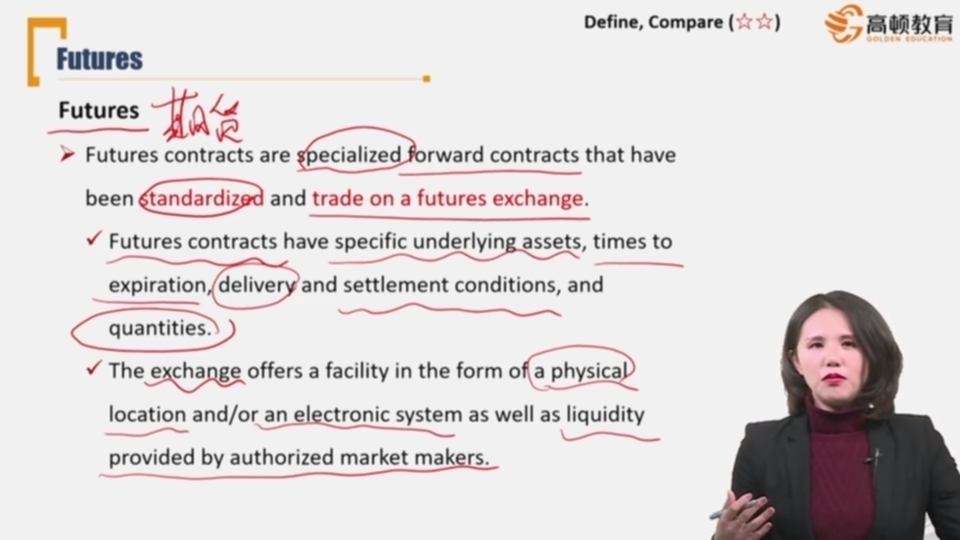 Define, Compare (☆☆)
高顿教育
GOLDEN EDUCATION
Futures
Futures 期货
➤ Futures contracts are specialized forward contracts that have
been standardized and trade on a futures exchange.
✓ Futures contracts have specific underlying assets, times to
expiration, delivery and settlement conditions, and
quantities.
✓ The exchange offers a facility in the form of a physical
location and/or an electronic system as well as liquidity
provided by authorized market makers.